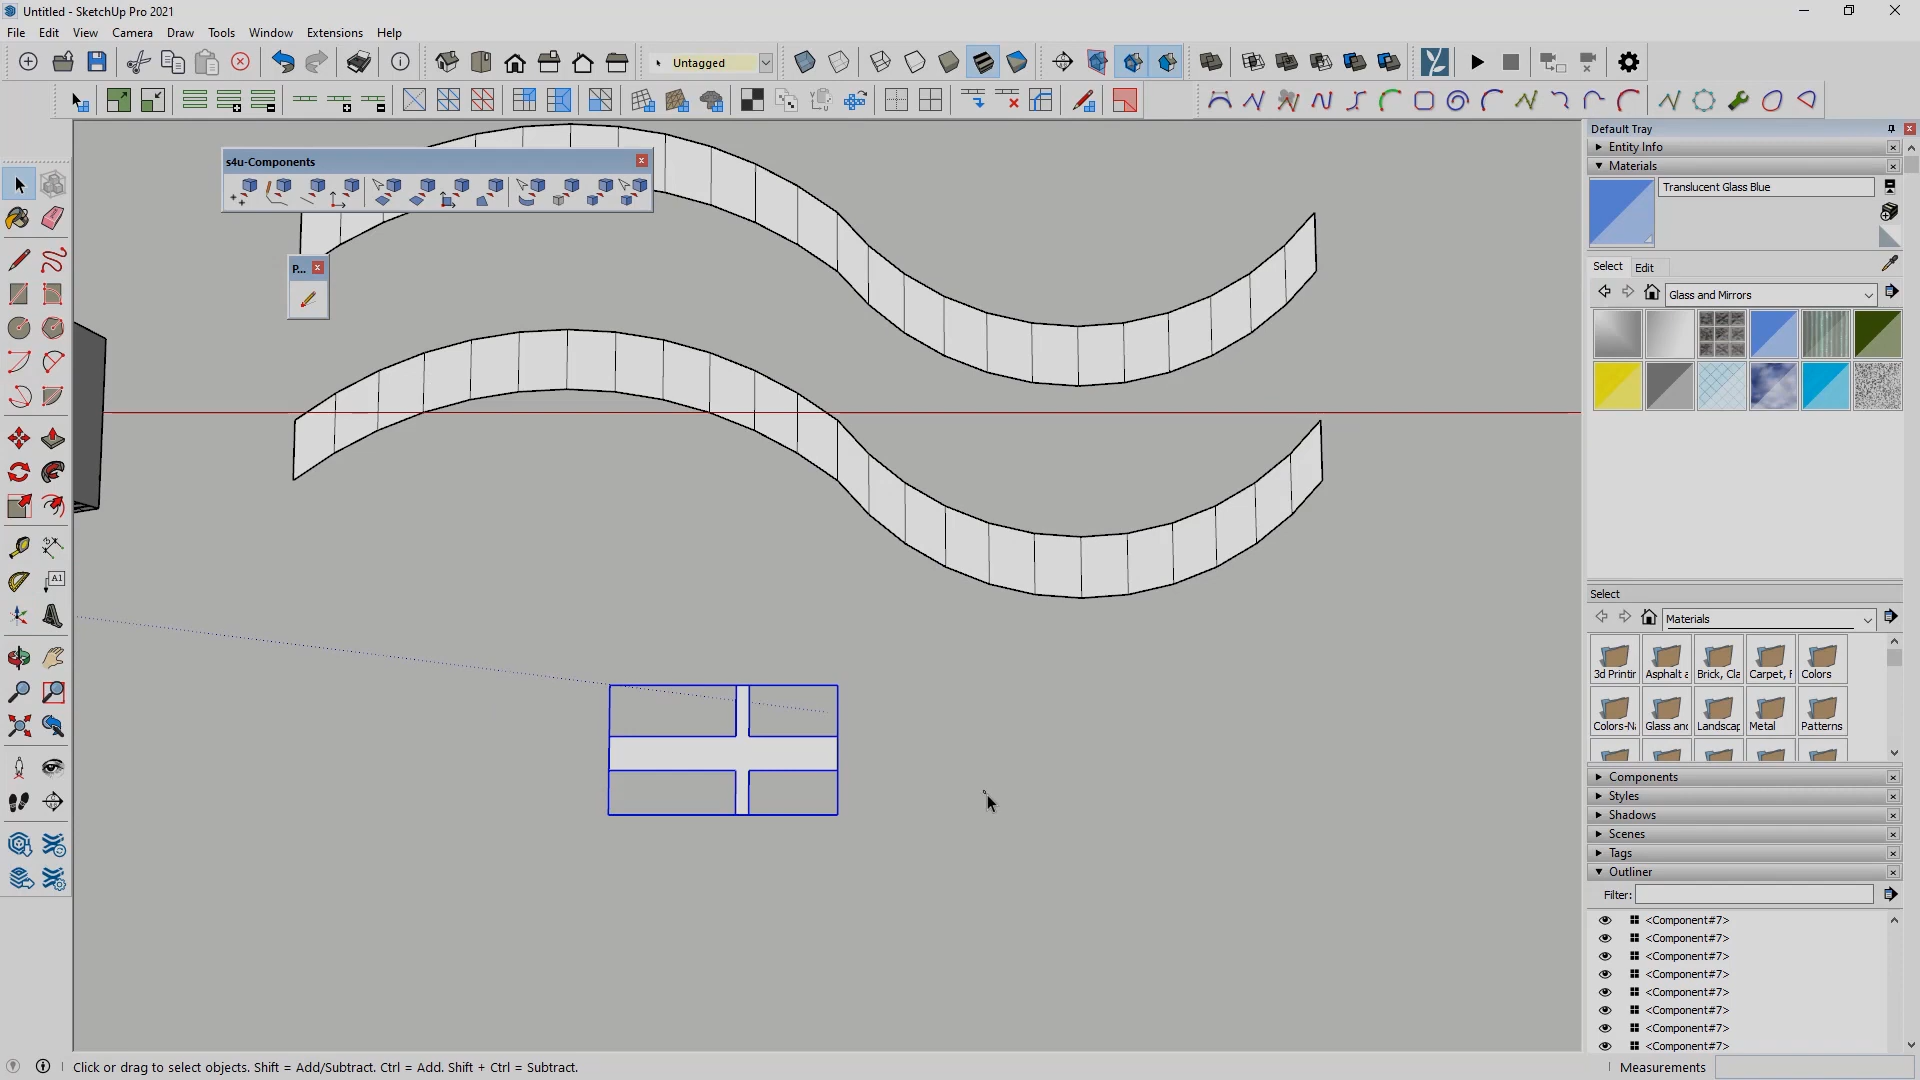 Untitled - SketchUp Pro 2021
File Edit View Camera Draw Tools Window Extensions Help
Untagged
Default Tray
Entity Info
Materials
s4u-Components
Translucent Glass Blue
P...
Select Edit
Glass and Mirrors
A1
Select
Materials
3d Printir Asphalt a Brick, Cla Carpet, F Colors
Colors-Na Glass and Landscap Metal Patterns
Components
Styles
Shadows
Scenes
Tags
Outliner
Filter:
<Component#7>
<Component#7>
<Component#7>
<Component#7>
<Component#7>
<Component#7>
<Component#7>
<Component#7>
Click or drag to select objects. Shift = Add/Subtract. Ctrl = Add. Shift + Ctrl = Subtract.
Measurements